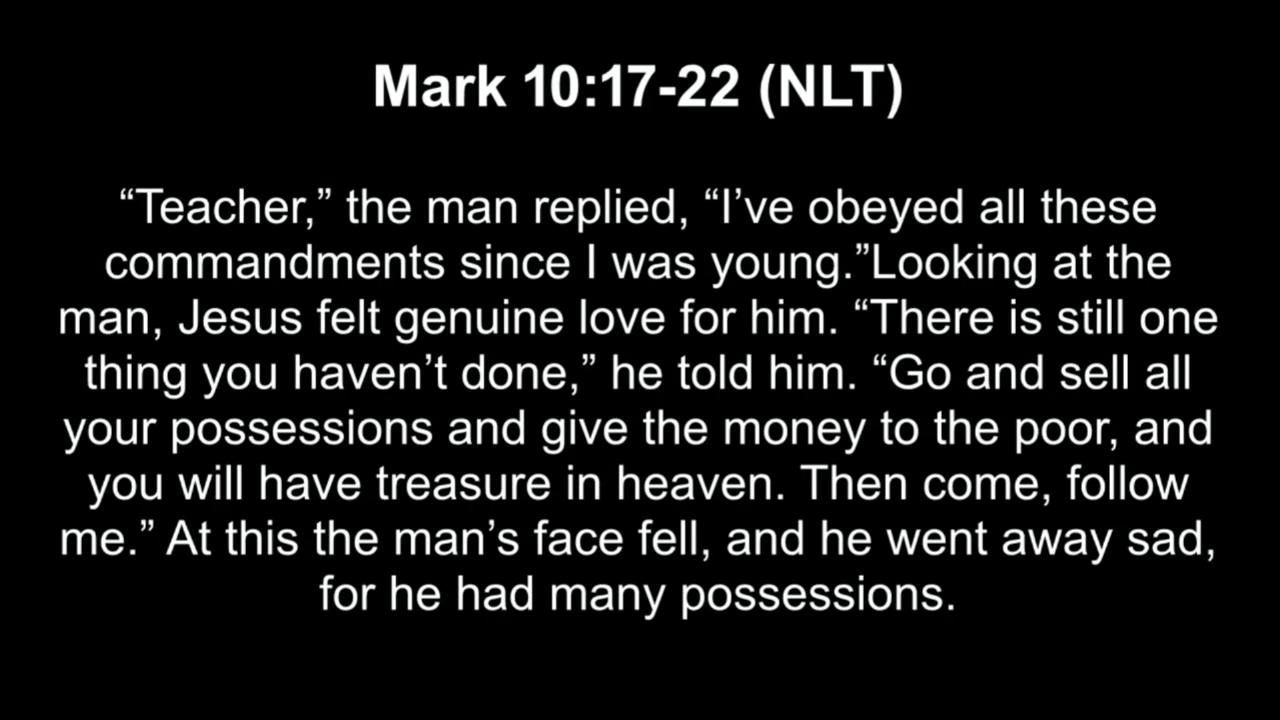 Mark 10:17-22 (NLT)
“Teacher,” the man replied, “I’ve obeyed all these
commandments since I was young.”Looking at the
man, Jesus felt genuine love for him. “There is still one
thing you haven’t done,” he told him. “Go and sell all
your possessions and give the money to the poor, and
you will have treasure in heaven. Then come, follow
me.” At this the man’s face fell, and he went away sad,
for he had many possessions.